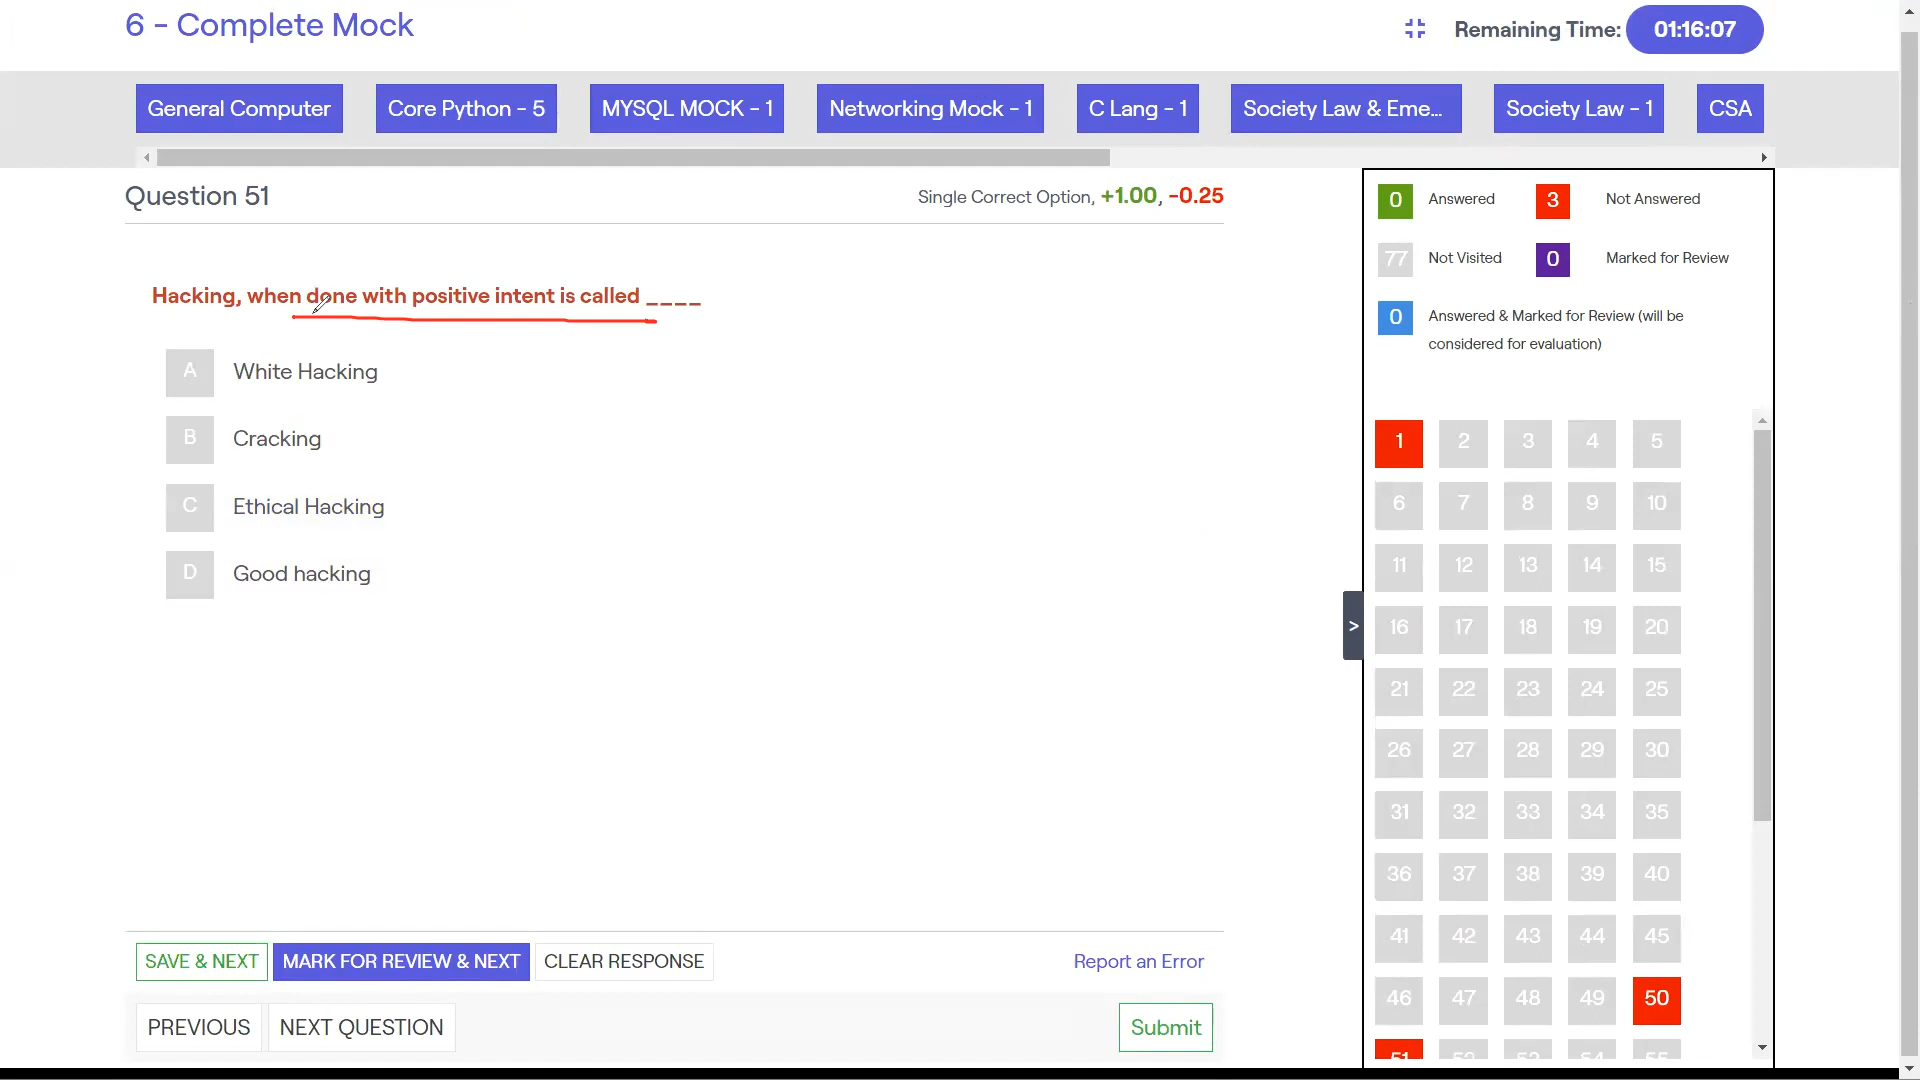 6 - Complete Mock
Remaining Time: 01:16:07
General Computer
Core Python - 5
MYSQL MOCK - 1
Networking Mock - 1
C Lang - 1
Society Law & Eme...
Society Law - 1
CSA
Question 51
Single Correct Option, +1.00, -0.25
Hacking, when done with positive intent is called ____
A White Hacking
B Cracking
C Ethical Hacking
D Good hacking
SAVE & NEXT
MARK FOR REVIEW & NEXT
CLEAR RESPONSE
Report an Error
PREVIOUS
NEXT QUESTION
Submit
0 Answered
3 Not Answered
77 Not Visited
0 Marked for Review
0 Answered & Marked for Review (will be
considered for evaluation)
>
1 2 3 4 5
6 7 8 9 10
11 12 13 14 15
16 17 18 19 20
21 22 23 24 25
26 27 28 29 30
31 32 33 34 35
36 37 38 39 40
41 42 43 44 45
46 47 48 49 50
51 52 53 54 55